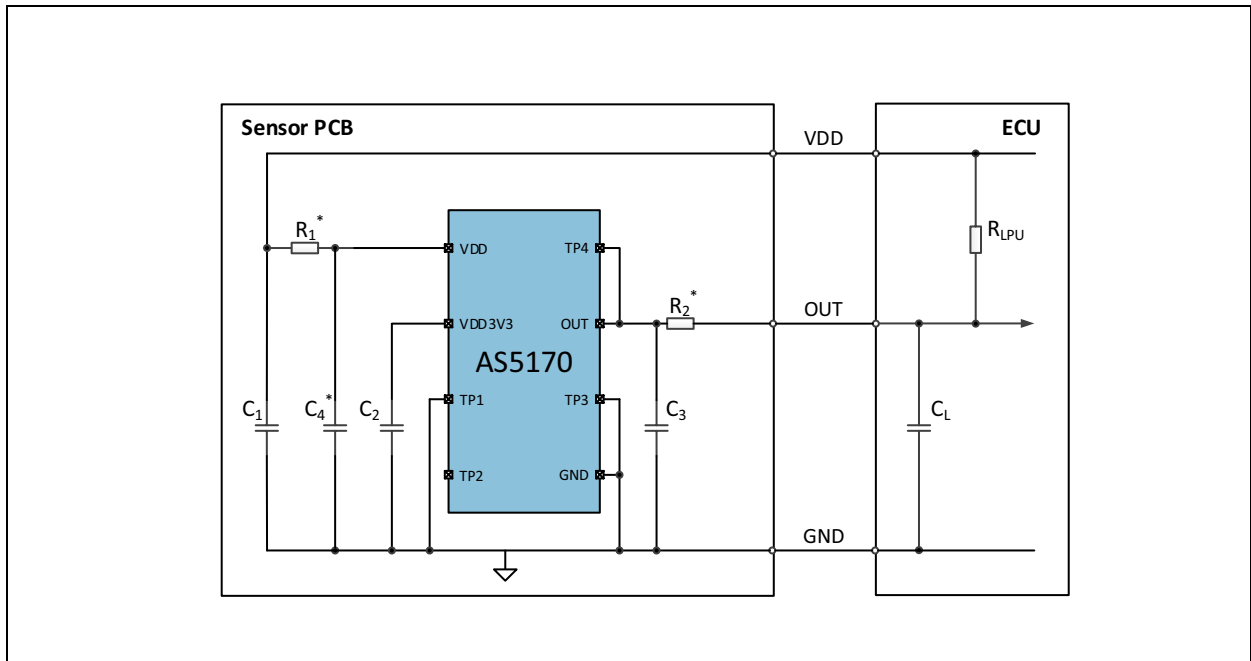 Sensor PCB
VDD
ECU
R1*
VDD
TP4
RLPU
R2*
OUT
VDD3V3
OUT
AS5170
C1
C4*
C2
TP1
TP3
C3
CL
TP2
GND
GND